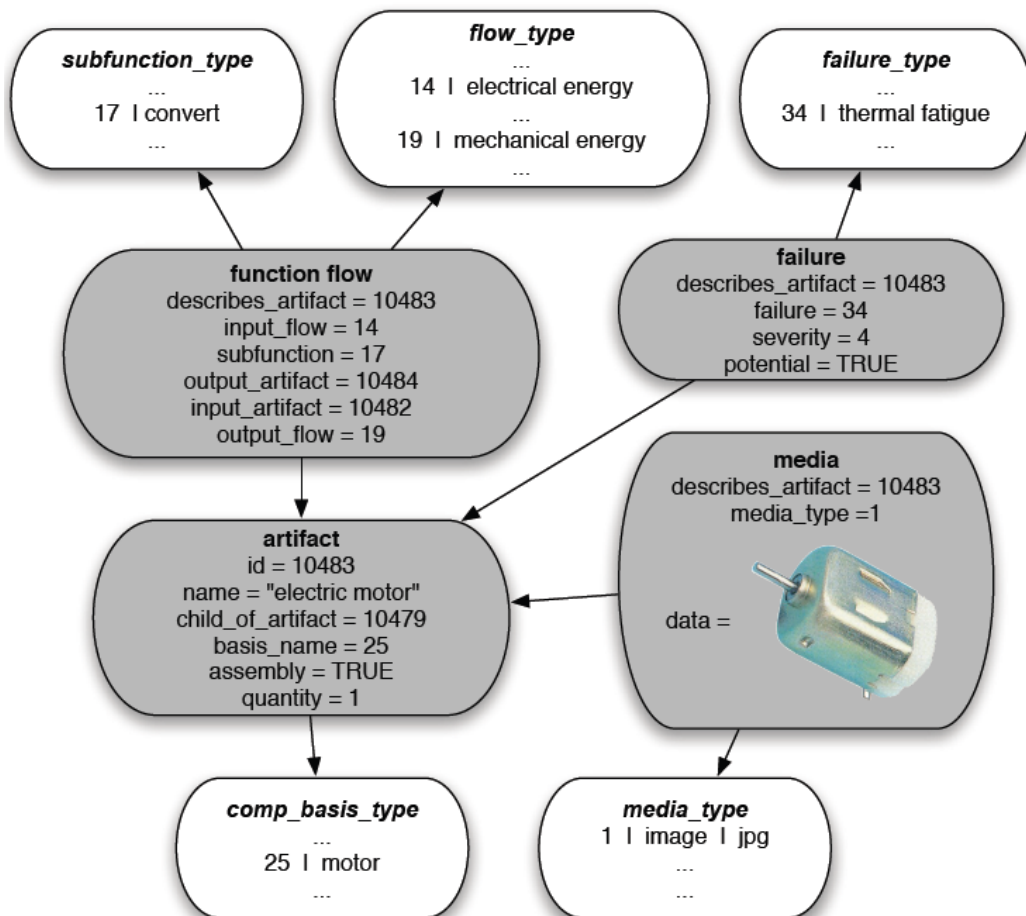 subfunction_type
...
17 | convert
...
flow_type
...
14 | electrical energy
...
19 | mechanical energy
...
failure_type
...
34 | thermal fatigue
...
function flow
describes_artifact = 10483
input_flow = 14
subfunction = 17
output_artifact = 10484
input_artifact = 10482
output_flow = 19
failure
describes_artifact = 10483
failure = 34
severity = 4
potential = TRUE
artifact
id = 10483
name = "electric motor"
child_of_artifact = 10479
basis_name = 25
assembly = TRUE
quantity = 1
media
describes_artifact = 10483
media_type =1
data =
comp_basis_type
...
25 | motor
...
media_type
1 | image | jpg
...
...